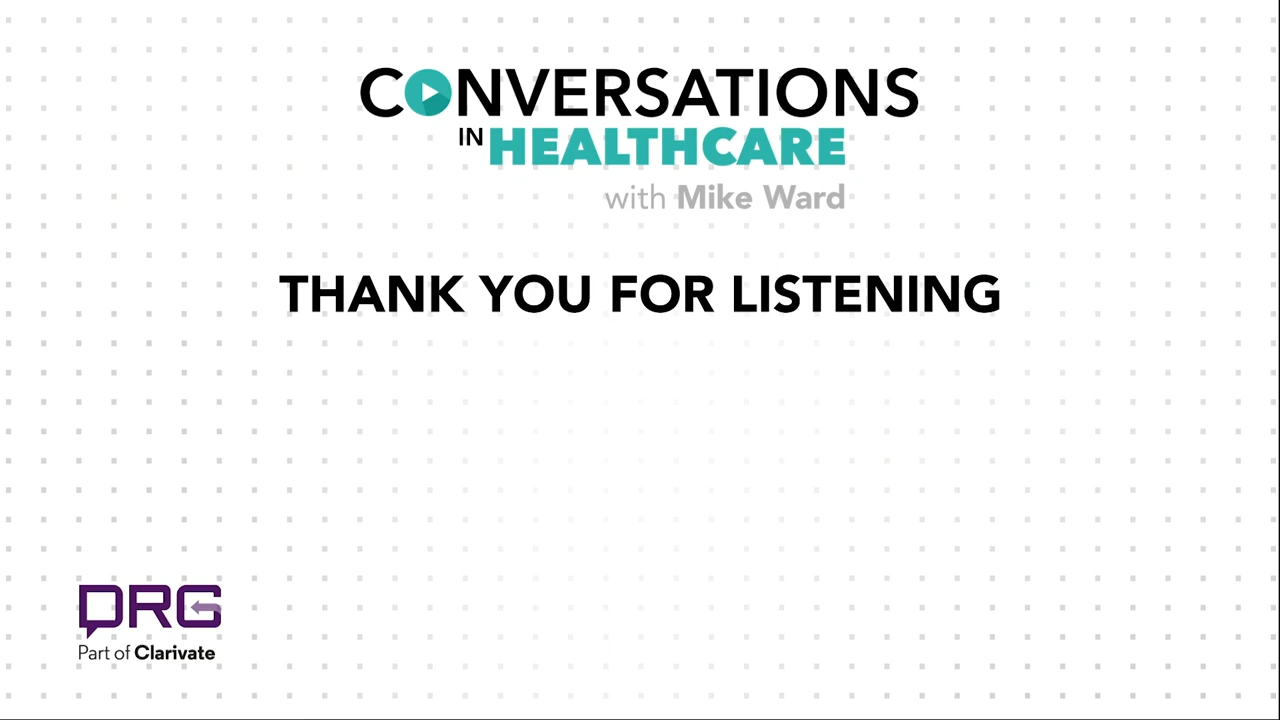 CONVERSATIONS
IN HEALTHCARE
with Mike Ward
THANK YOU FOR LISTENING
DRG
Part of Clarivate